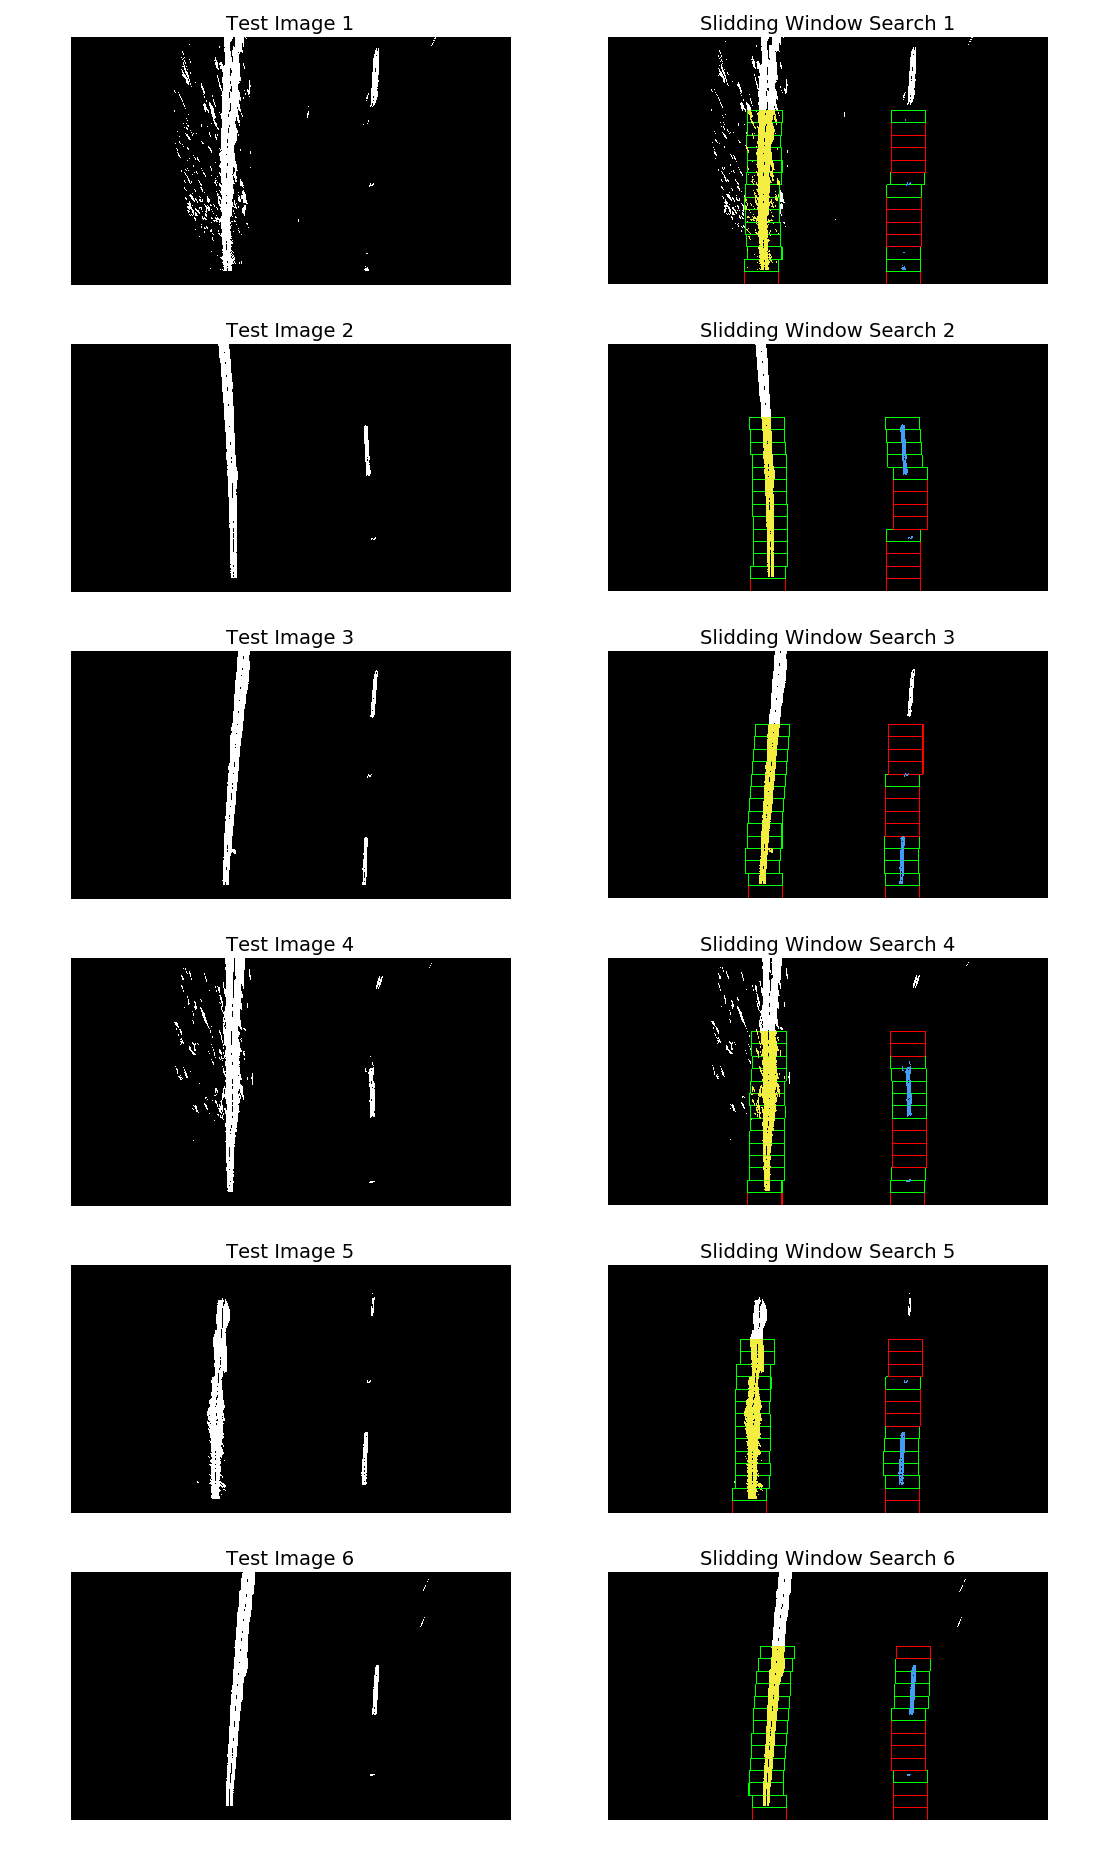 Test Image 1
Slidding Window Search 1
Test Image 2
Slidding Window Search 2
Test Image 3
Slidding Window Search 3
Test Image 4
Slidding Window Search 4
Test Image 5
Slidding Window Search 5
Test Image 6
Slidding Window Search 6